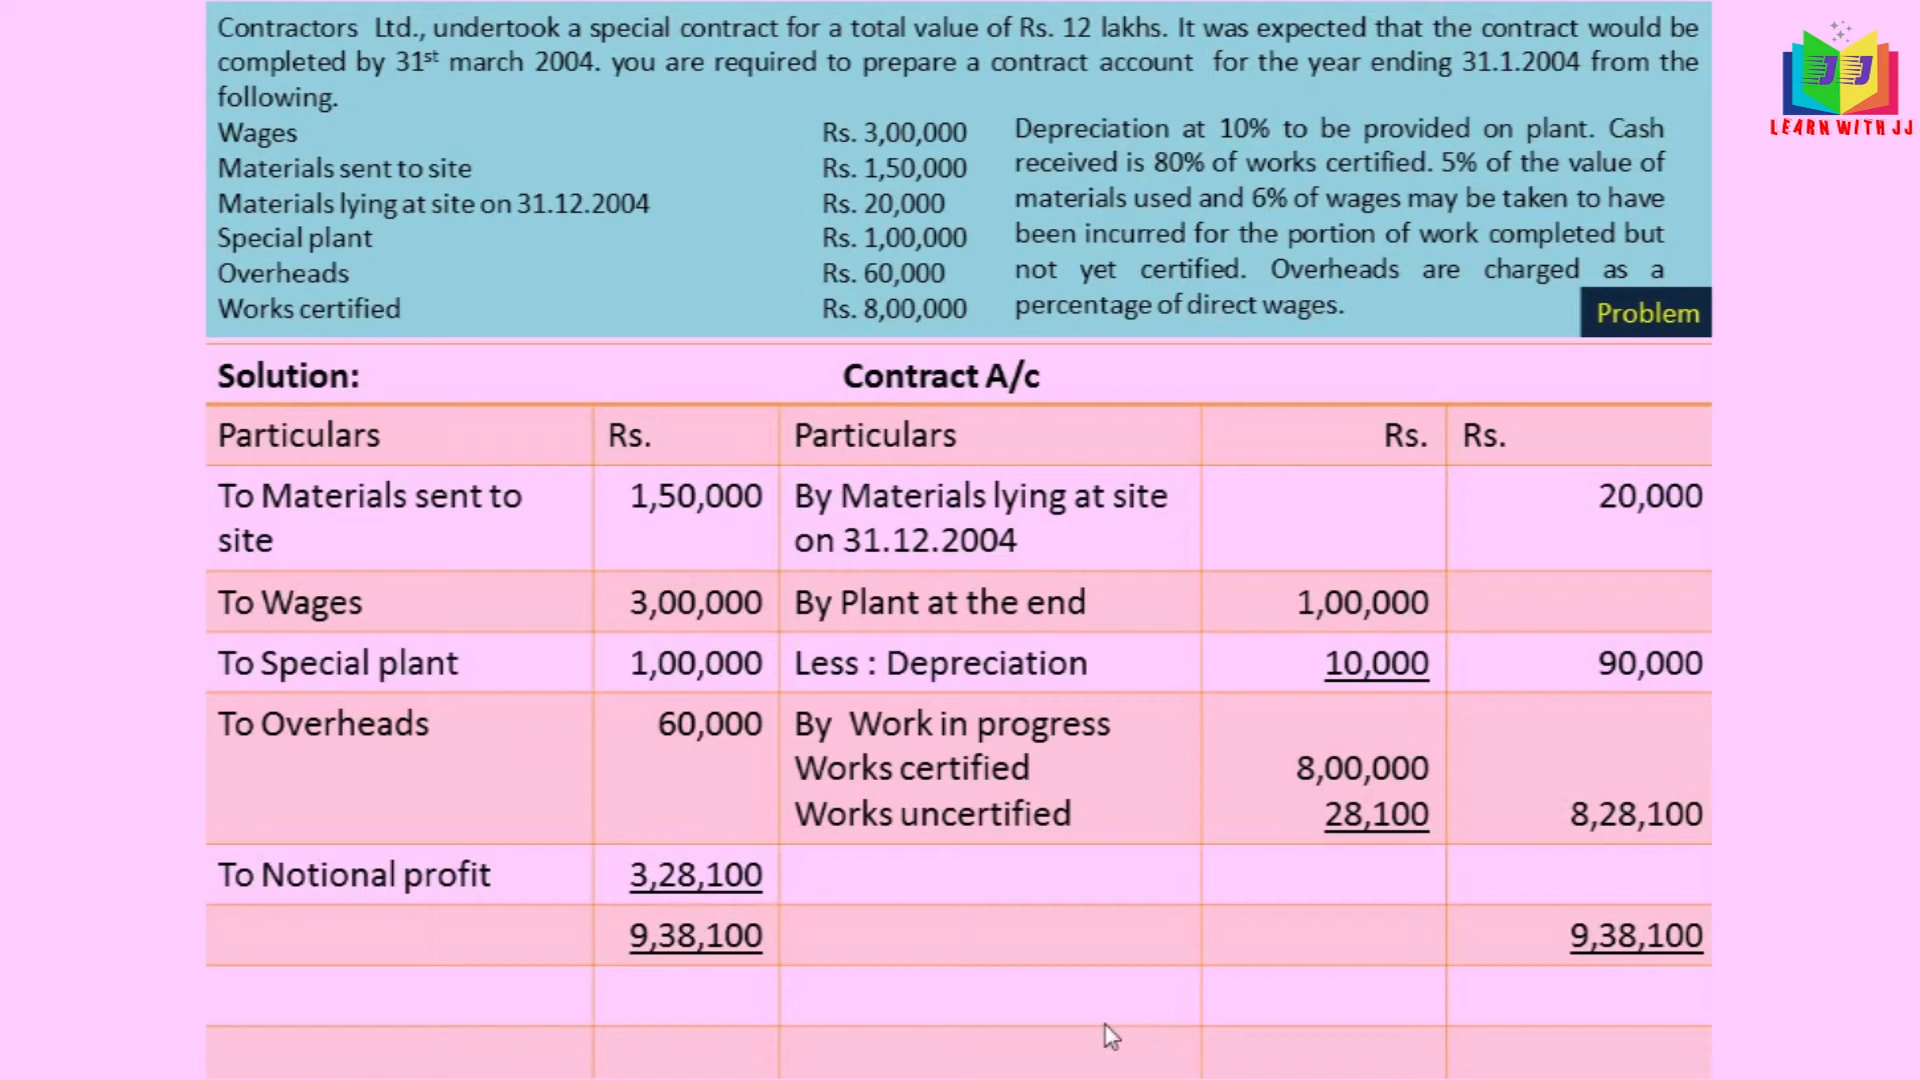 Contractors Ltd., undertook a special contract for a total value of Rs. 12 lakhs. It was expected that the contract would be
completed by 31st march 2004. you are required to prepare a contract account for the year ending 31.1.2004 from the
following.
Wages Rs. 3,00,000
Materials sent to site Rs. 1,50,000
Materials lying at site on 31.12.2004 Rs. 20,000
Special plant Rs. 1,00,000
Overheads Rs. 60,000
Works certified Rs. 8,00,000
Depreciation at 10% to be provided on plant. Cash
received is 80% of works certified. 5% of the value of
materials used and 6% of wages may be taken to have
been incurred for the portion of work completed but
not yet certified. Overheads are charged as a
percentage of direct wages.
Problem
JJ
LEARN WITH JJ
Solution: Contract A/c
Particulars Rs. Particulars Rs. Rs.
To Materials sent to 1,50,000 By Materials lying at site 20,000
site on 31.12.2004
To Wages 3,00,000 By Plant at the end 1,00,000
To Special plant 1,00,000 Less : Depreciation 10,000 90,000
To Overheads 60,000 By Work in progress
Works certified 8,00,000
Works uncertified 28,100 8,28,100
To Notional profit 3,28,100
9,38,100 9,38,100